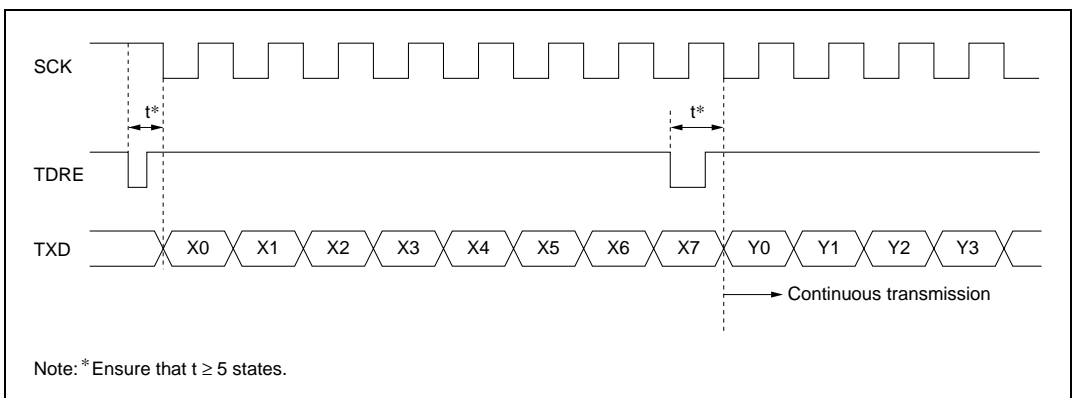 SCK
t* t*
TDRE
TXD X0 X1 X2 X3 X4 X5 X6 X7 Y0 Y1 Y2 Y3
Continuous transmission
Note: * Ensure that t ≥ 5 states.